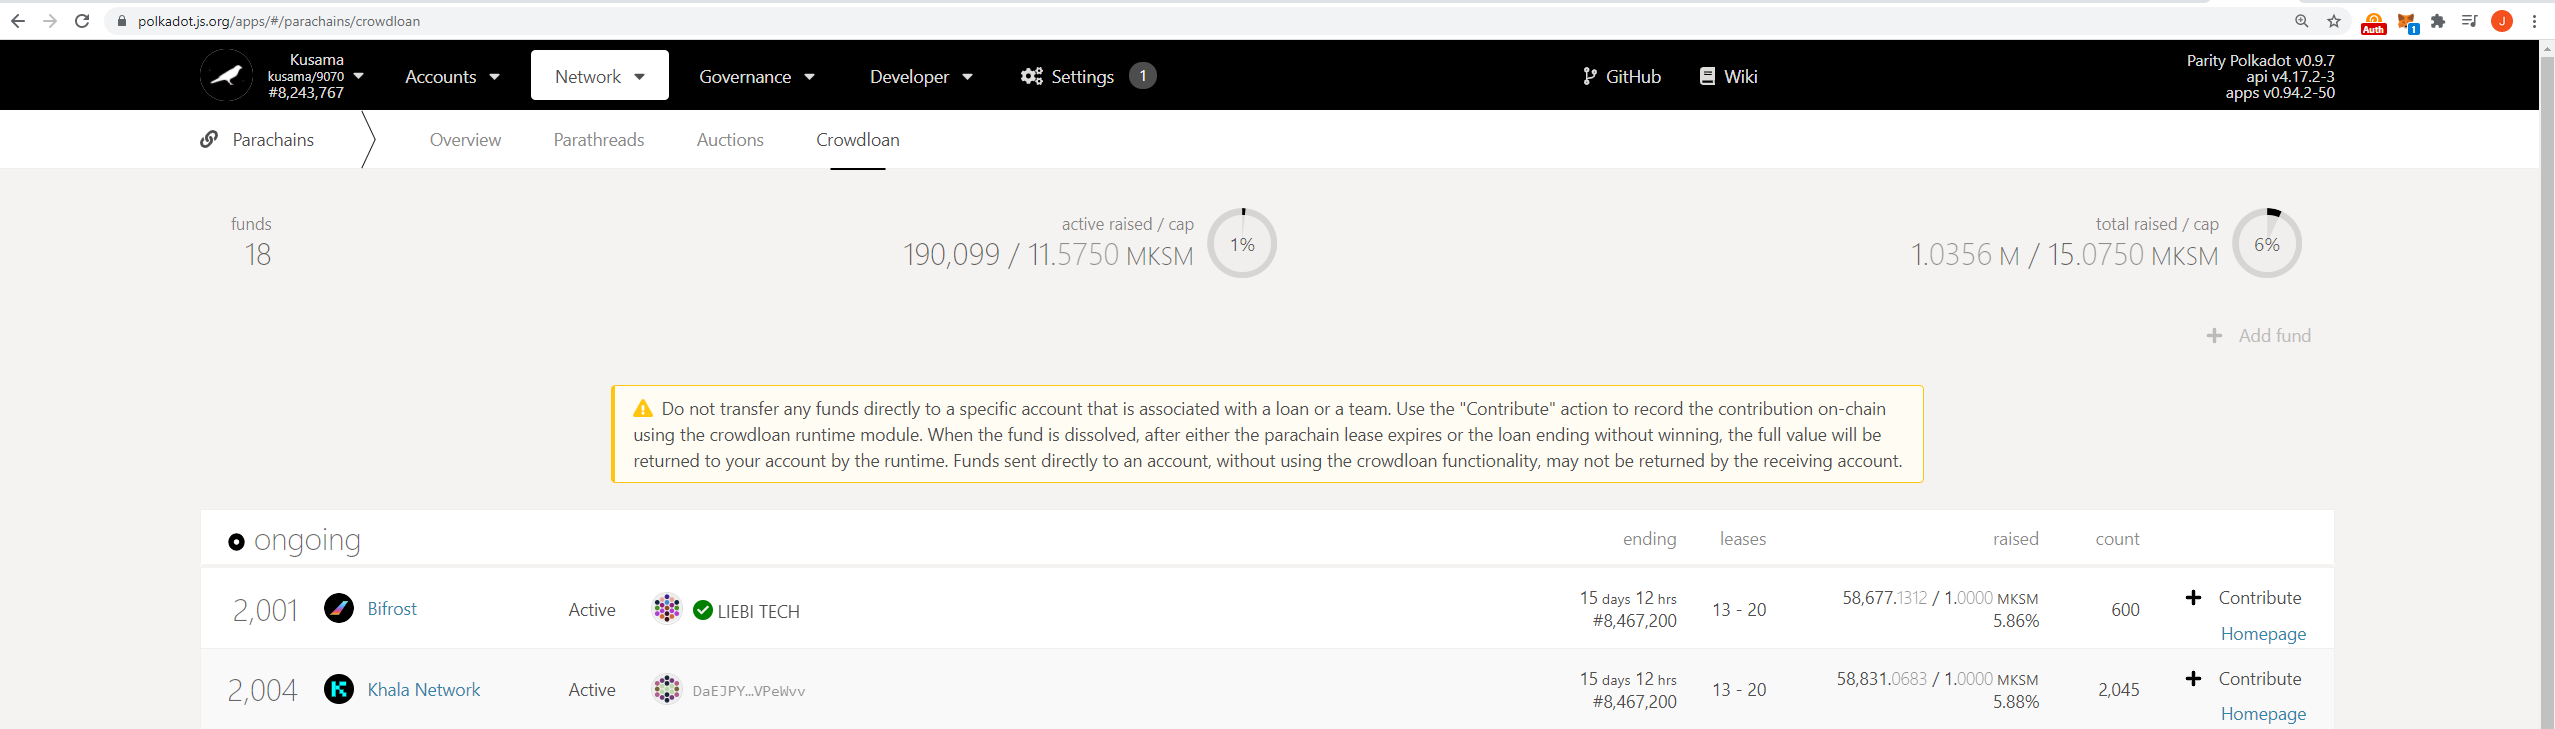 polkadot.js.org/apps/#/parachains/crowdloan
Auth
1
J
Kusama
kusama/9070
#8,243,767
Accounts
Network
Governance
Developer
Settings
1
GitHub
Wiki
Parity Polkadot v0.9.7
api v4.17.2-3
apps v0.94.2-50
Parachains
Overview
Parathreads
Auctions
Crowdloan
funds
18
active raised / cap
190,099 / 11.5750 MKSM
1%
total raised / cap
1.0356 M / 15.0750 MKSM
6%
Add fund
Do not transfer any funds directly to a specific account that is associated with a loan or a team. Use the "Contribute" action to record the contribution on-chain
using the crowdloan runtime module. When the fund is dissolved, after either the parachain lease expires or the loan ending without winning, the full value will be
returned to your account by the runtime. Funds sent directly to an account, without using the crowdloan functionality, may not be returned by the receiving account.
ongoing
ending
leases
raised
count
2,001
Bifrost
Active
LIEBI TECH
15 days 12 hrs
#8,467,200
13 - 20
58,677.1312 / 1.0000 MKSM
5.86%
600
Contribute
Homepage
2,004
Khala Network
Active
DaEJPY…VPeWvv
15 days 12 hrs
#8,467,200
13 - 20
58,831.0683 / 1.0000 MKSM
5.88%
2,045
Contribute
Homepage